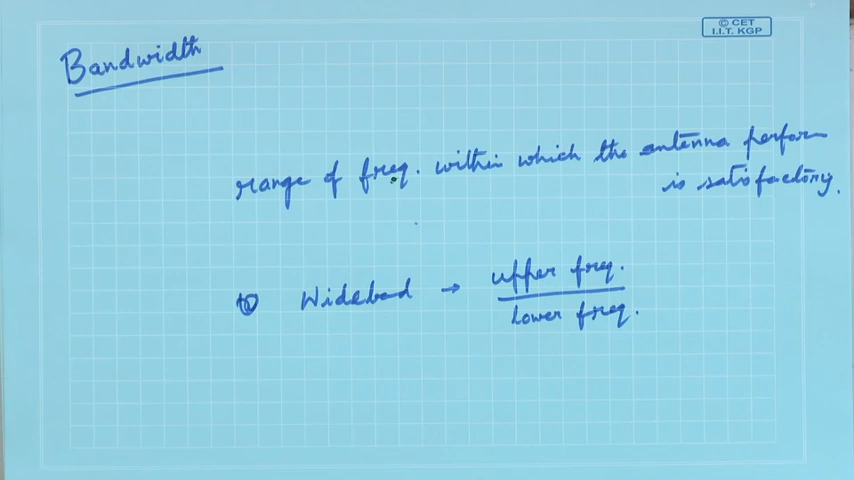 © CET
I.I.T. KGP
Bandwidth
range of freq. within which the antenna perfor
is satisfactory.
Wideband → upper freq.
lower freq.